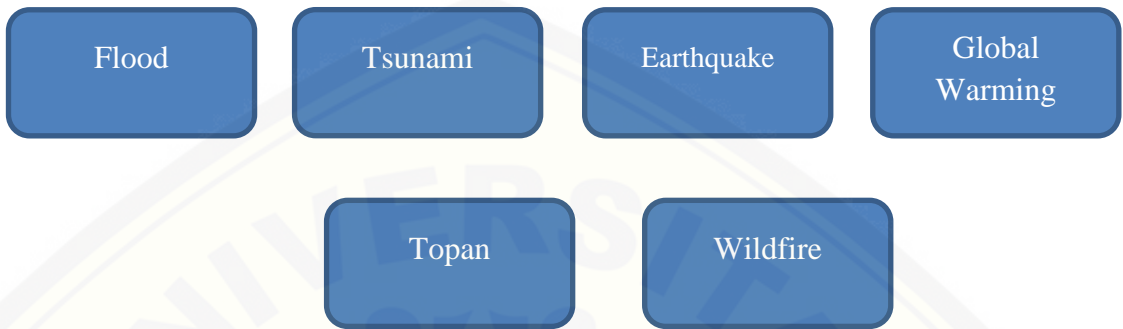 Flood
Tsunami
Earthquake
Global
Warming
Topan
Wildfire